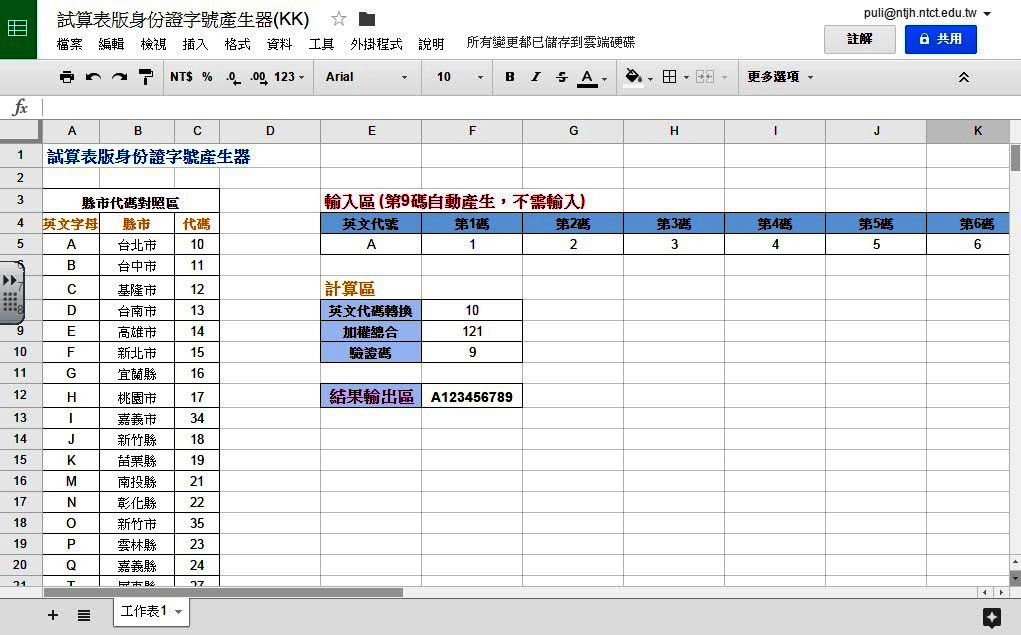 試算表版身份證字號產生器(KK)
puli@ntjh.ntct.edu.tw
檔案 編輯 檢視 插入 格式 資料 工具 外掛程式 說明 所有變更都已儲存到雲端硬碟
註解 共用
NT$ % .0 .00 123 Arial 10 B I S A 更多選項
fx
A B C D E F G H I J K
1 試算表版身份證字號產生器
2
3 縣市代碼對照區 輸入區 (第9碼自動產生，不需輸入)
4 英文字母 縣市 代碼 英文代號 第1碼 第2碼 第3碼 第4碼 第5碼 第6碼
5 A 台北市 10 A 1 2 3 4 5 6
6 B 台中市 11
7 C 基隆市 12 計算區
8 D 台南市 13 英文代碼轉換 10
9 E 高雄市 14 加權總合 121
10 F 新北市 15 驗證碼 9
11 G 宜蘭縣 16
12 H 桃園市 17 結果輸出區 A123456789
13 I 嘉義市 34
14 J 新竹縣 18
15 K 苗栗縣 19
16 M 南投縣 21
17 N 彰化縣 22
18 O 新竹市 35
19 P 雲林縣 23
20 Q 嘉義縣 24
21 T 屏東縣 27
工作表1